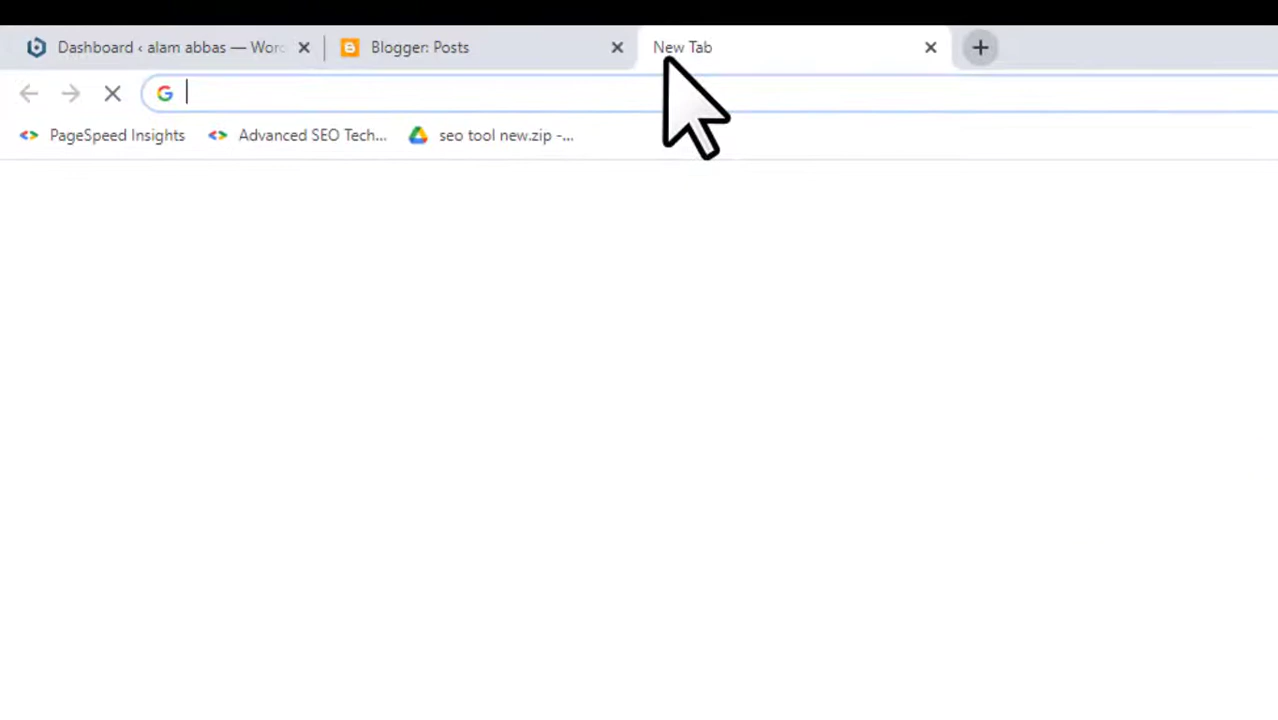 Dashboard ‹ alam abbas — Word
Blogger: Posts
New Tab
PageSpeed Insights
Advanced SEO Tech...
seo tool new.zip -...